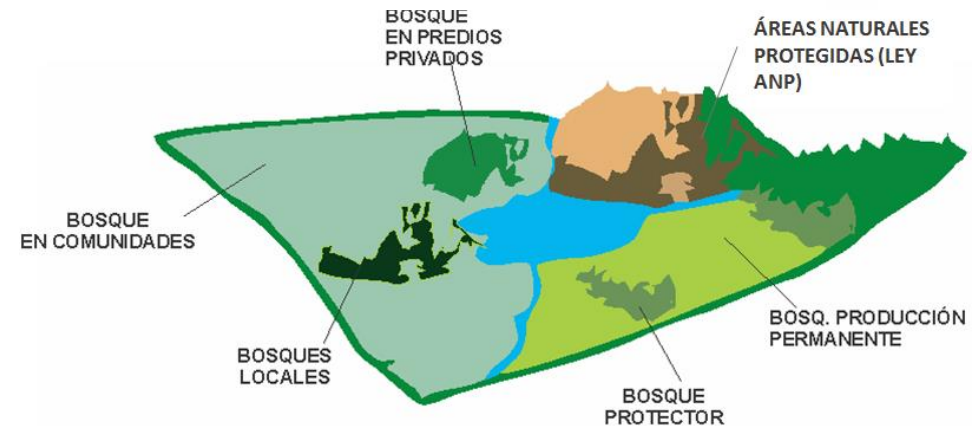 BOSQUE
EN PREDIOS
PRIVADOS
ÁREAS NATURALES
PROTEGIDAS (LEY
ANP)
BOSQUE
EN COMUNIDADES
BOSQUES
LOCALES
BOSQ. PRODUCCIÓN
PERMANENTE
BOSQUE
PROTECTOR